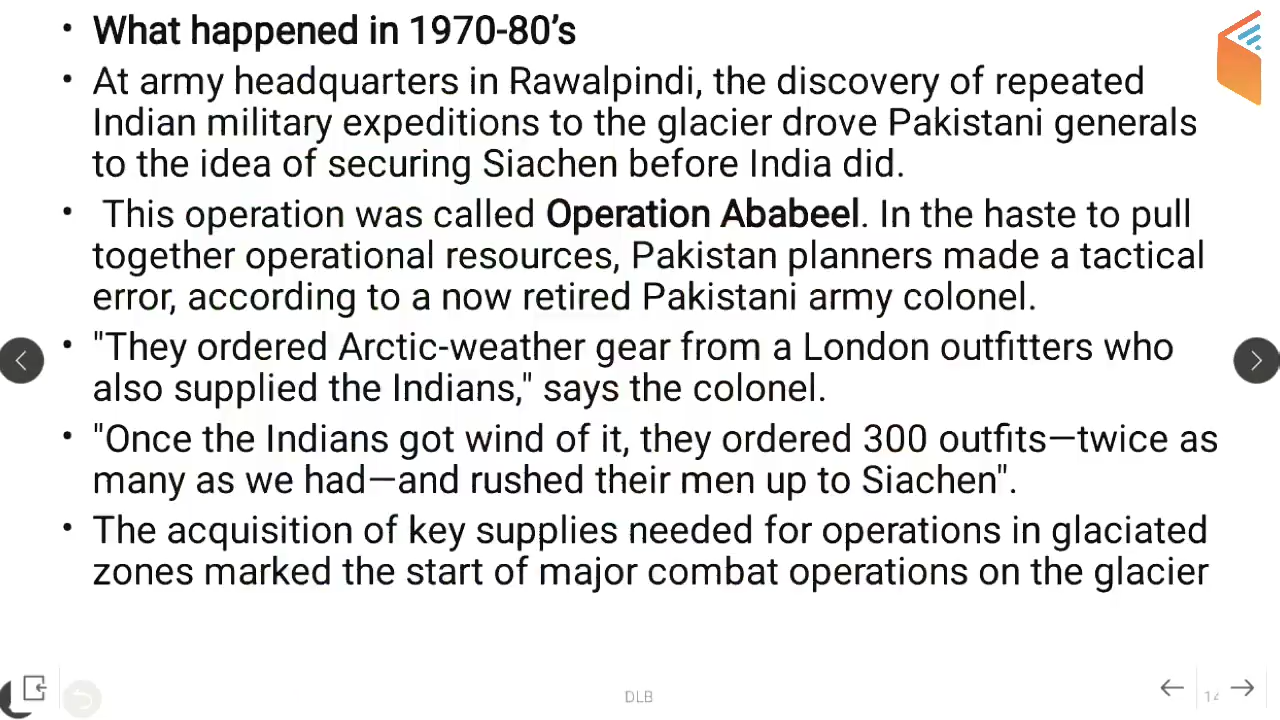 • What happened in 1970-80’s
• At army headquarters in Rawalpindi, the discovery of repeated
Indian military expeditions to the glacier drove Pakistani generals
to the idea of securing Siachen before India did.
• This operation was called Operation Ababeel. In the haste to pull
together operational resources, Pakistan planners made a tactical
error, according to a now retired Pakistani army colonel.
• "They ordered Arctic-weather gear from a London outfitters who
also supplied the Indians," says the colonel.
• "Once the Indians got wind of it, they ordered 300 outfits—twice as
many as we had—and rushed their men up to Siachen".
• The acquisition of key supplies needed for operations in glaciated
zones marked the start of major combat operations on the glacier
DLB